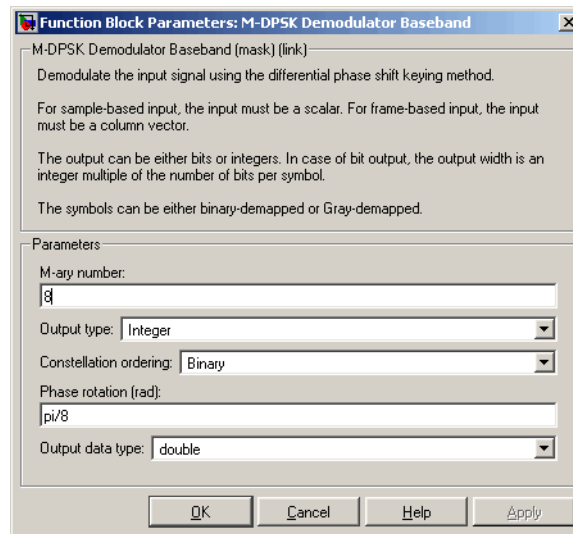 Function Block Parameters: M-DPSK Demodulator Baseband
M-DPSK Demodulator Baseband (mask) (link)
Demodulate the input signal using the differential phase shift keying method.
For sample-based input, the input must be a scalar. For frame-based input, the input
must be a column vector.
The output can be either bits or integers. In case of bit output, the output width is an
integer multiple of the number of bits per symbol.
The symbols can be either binary-demapped or Gray-demapped.
Parameters
M-ary number:
8
Output type: Integer
Constellation ordering: Binary
Phase rotation (rad):
pi/8
Output data type: double
OK Cancel Help Apply